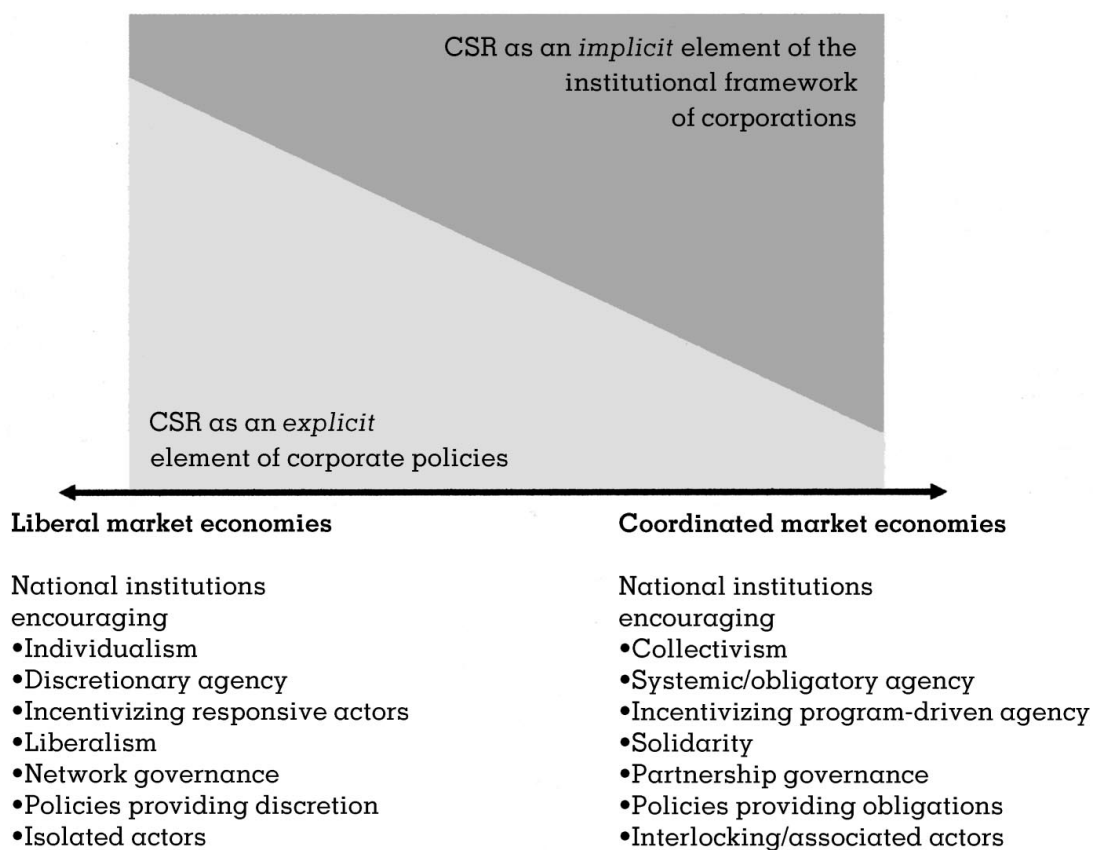 CSR as an implicit element of the
institutional framework
of corporations
CSR as an explicit
element of corporate policies
Liberal market economies
National institutions
encouraging
•Individualism
•Discretionary agency
•Incentivizing responsive actors
•Liberalism
•Network governance
•Policies providing discretion
•Isolated actors
Coordinated market economies
National institutions
encouraging
•Collectivism
•Systemic/obligatory agency
•Incentivizing program-driven agency
•Solidarity
•Partnership governance
•Policies providing obligations
•Interlocking/associated actors